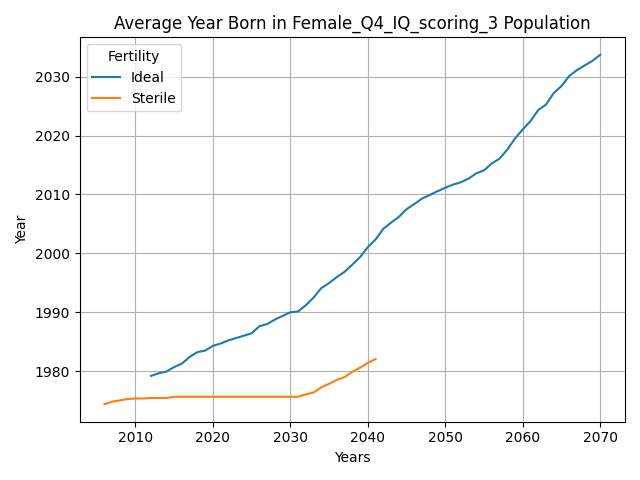 Average Year Born in Female_Q4_IQ_scoring_3 Population
Fertility
Ideal
Sterile
2030
2020
2010
2000
1990
1980
Year
2010 2020 2030 2040 2050 2060 2070
Years